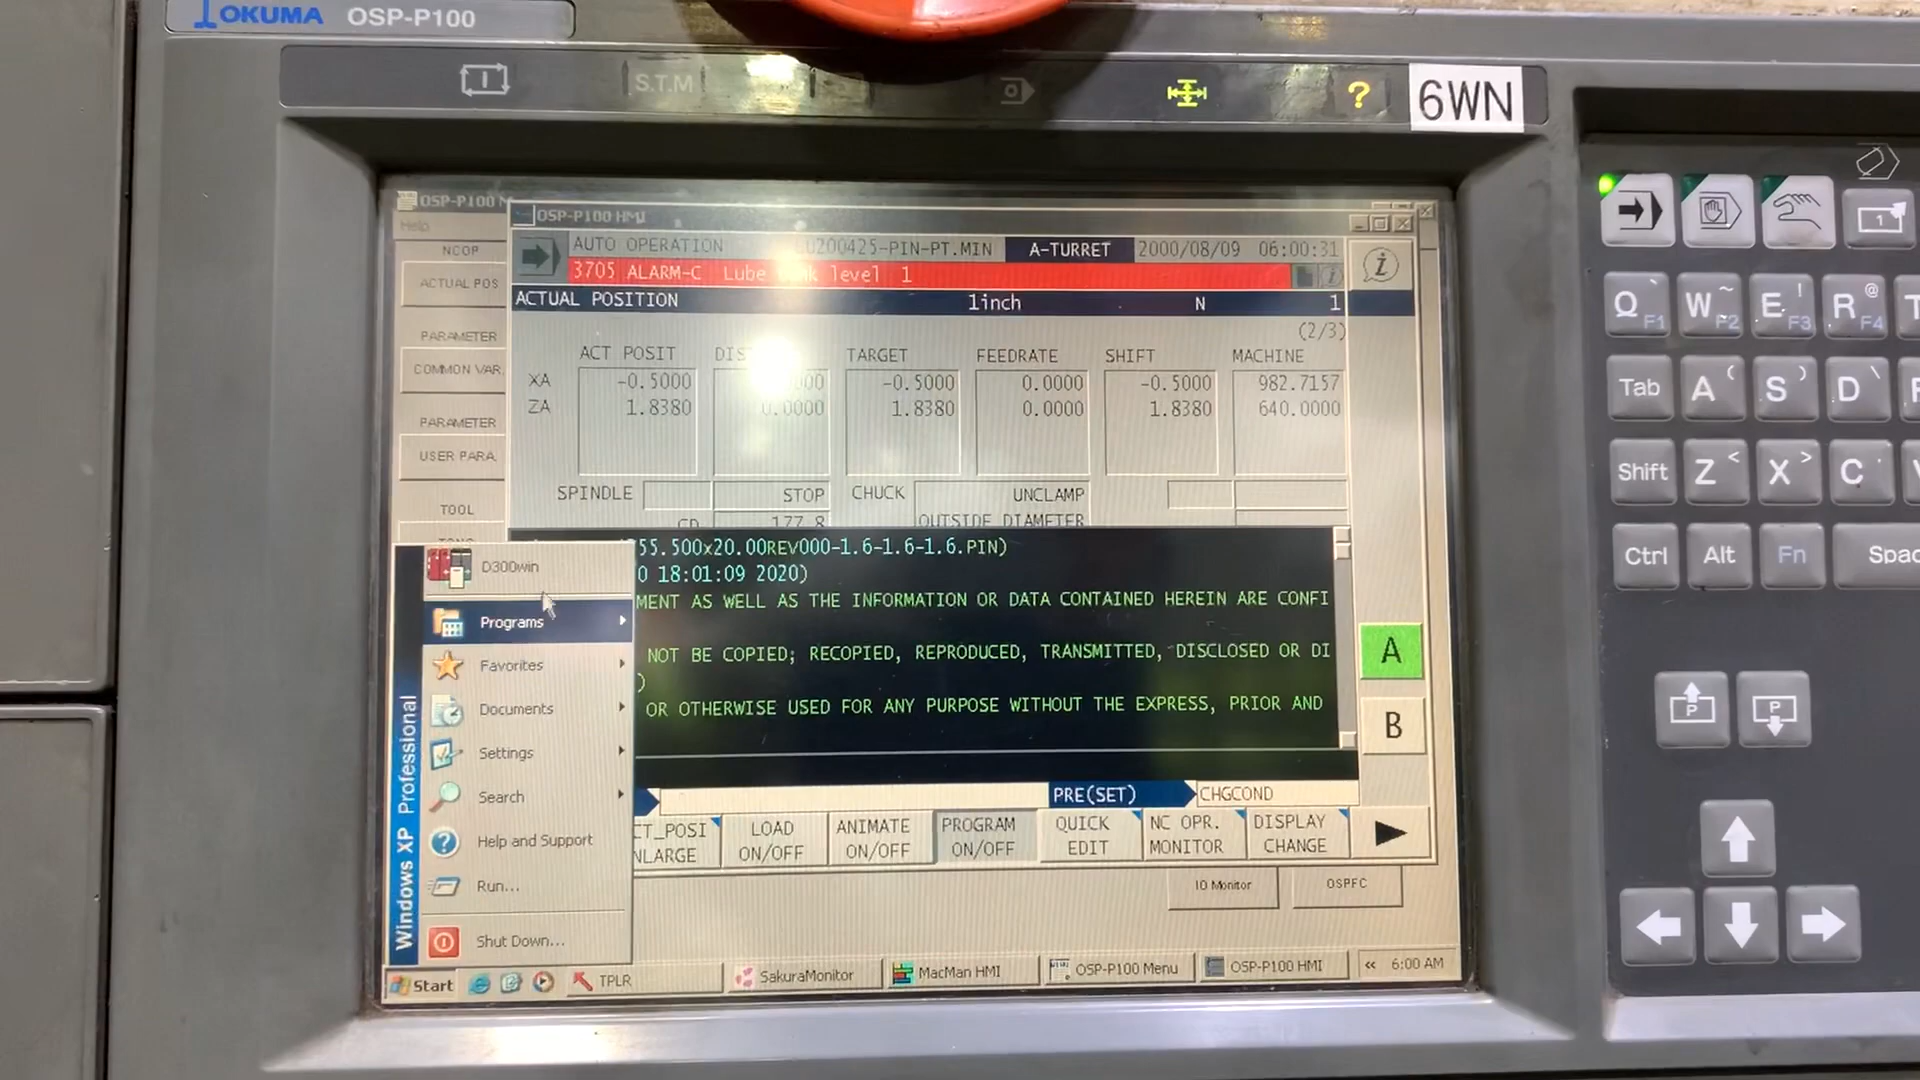 OKUMA OSP-P100
S.T.M
?
6WN
OSP-P100 M
Help
OSP-P100 HMI
NCOP
ACTUAL POS
PARAMETER
COMMON VAR.
PARAMETER
USER PARA.
TOOL
AUTO OPERATION U200425-PIN-PT.MIN A-TURRET 2000/08/09 06:00:31
3705 ALARM-C Lube level 1
ACTUAL POSITION 1inch N 1
(2/3)
ACT POSIT TARGET FEEDRATE SHIFT MACHINE
XA -0.5000 -0.5000 0.0000 -0.5000 982.7157
ZA 1.8380 0.0000 1.8380 0.0000 1.8380 640.0000
SPINDLE STOP CHUCK UNCLAMP
177.8 OUTSIDE DIAMETER
55.500x20.00REV000-1.6-1.6-1.6.PIN)
0 18:01:09 2020)
MENT AS WELL AS THE INFORMATION OR DATA CONTAINED HEREIN ARE CONFI
NOT BE COPIED; RECOPIED, REPRODUCED, TRANSMITTED, DISCLOSED OR DI
)
OR OTHERWISE USED FOR ANY PURPOSE WITHOUT THE EXPRESS, PRIOR AND
A
B
PRE(SET) CHGCOND
CT_POSI NLARGE
LOAD ON/OFF
ANIMATE ON/OFF
PROGRAM ON/OFF
QUICK EDIT
NC OPR. MONITOR
DISPLAY CHANGE
IO Monitor OSPFC
Windows XP Professional
D300win
Programs
Favorites
Documents
Settings
Search
Help and Support
Run...
Shut Down...
Start TPLR SakuraMonitor MacMan HMI OSP-P100 Menu OSP-P100 HMI « 6:00 AM
1
Q ` F1 W ~ F2 E ! F3 R @ F4 T
Tab A ( S ) D \ F
Shift Z < X > C V
Ctrl Alt Fn Spac
P P